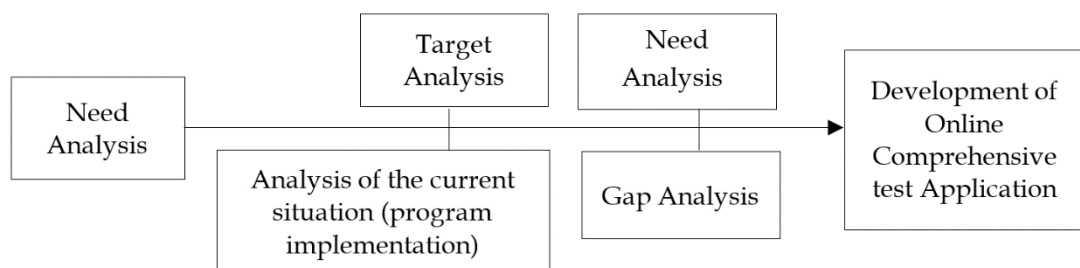 Need
Analysis
Target
Analysis
Analysis of the current
situation (program
implementation)
Need
Analysis
Gap Analysis
Development of
Online
Comprehensive
test Application